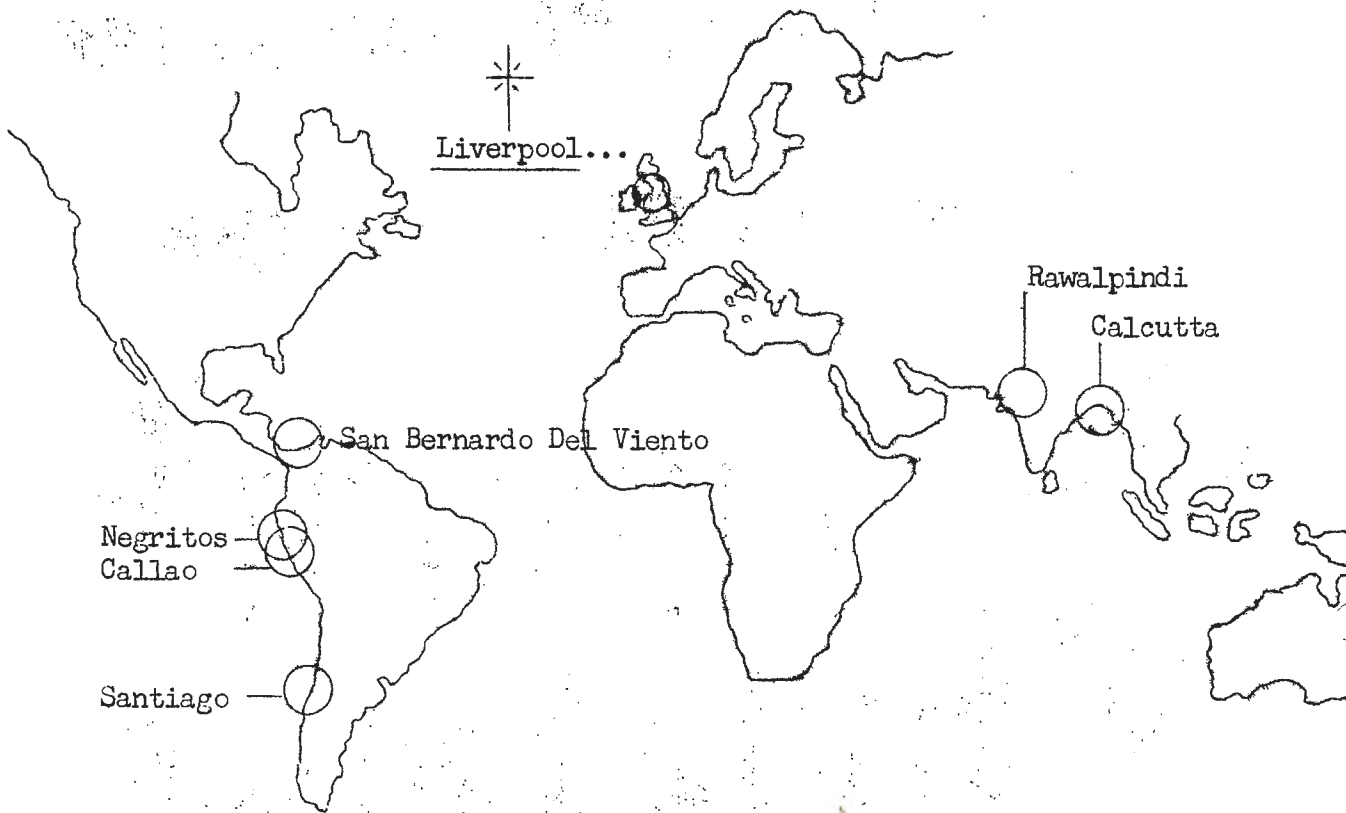 Liverpool...
Rawalpindi
Calcutta
San Bernardo Del Viento
Negritos
Callao
Santiago